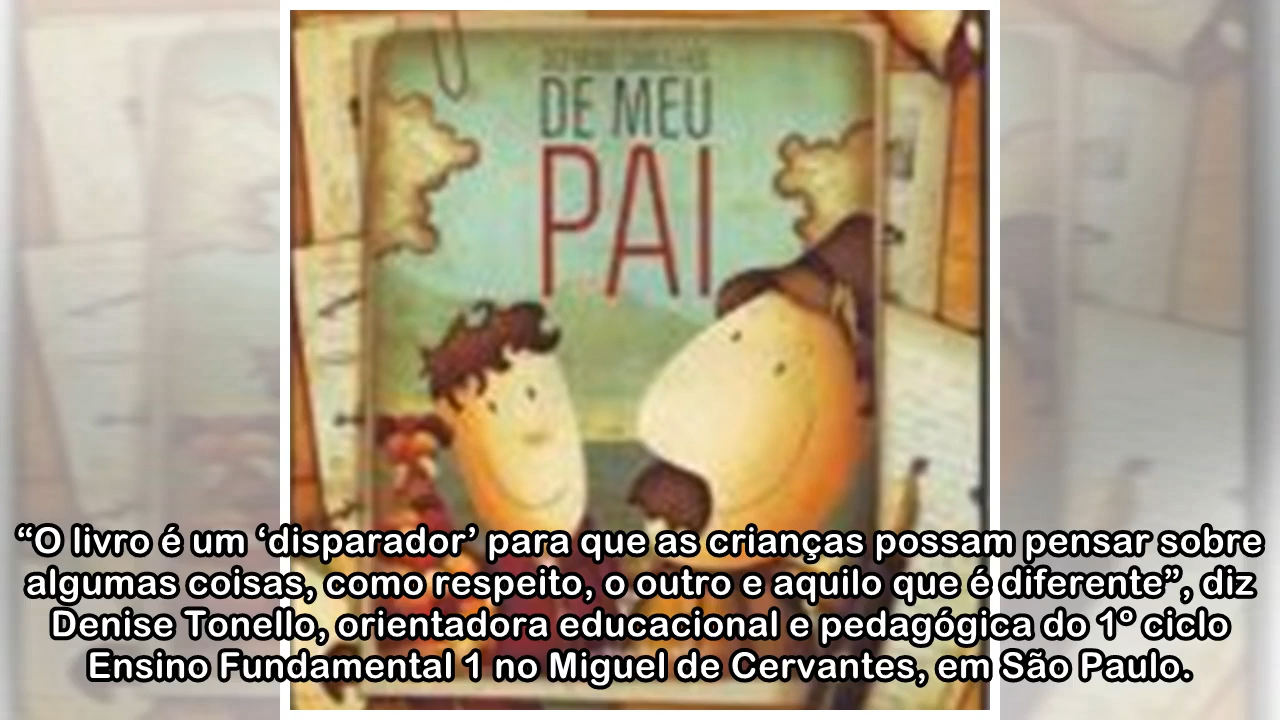 DE MEU
PAI
“O livro é um ‘disparador’ para que as crianças possam pensar sobre
algumas coisas, como respeito, o outro e aquilo que é diferente”, diz
Denise Tonello, orientadora educacional e pedagógica do 1º ciclo
Ensino Fundamental 1 no Miguel de Cervantes, em São Paulo.